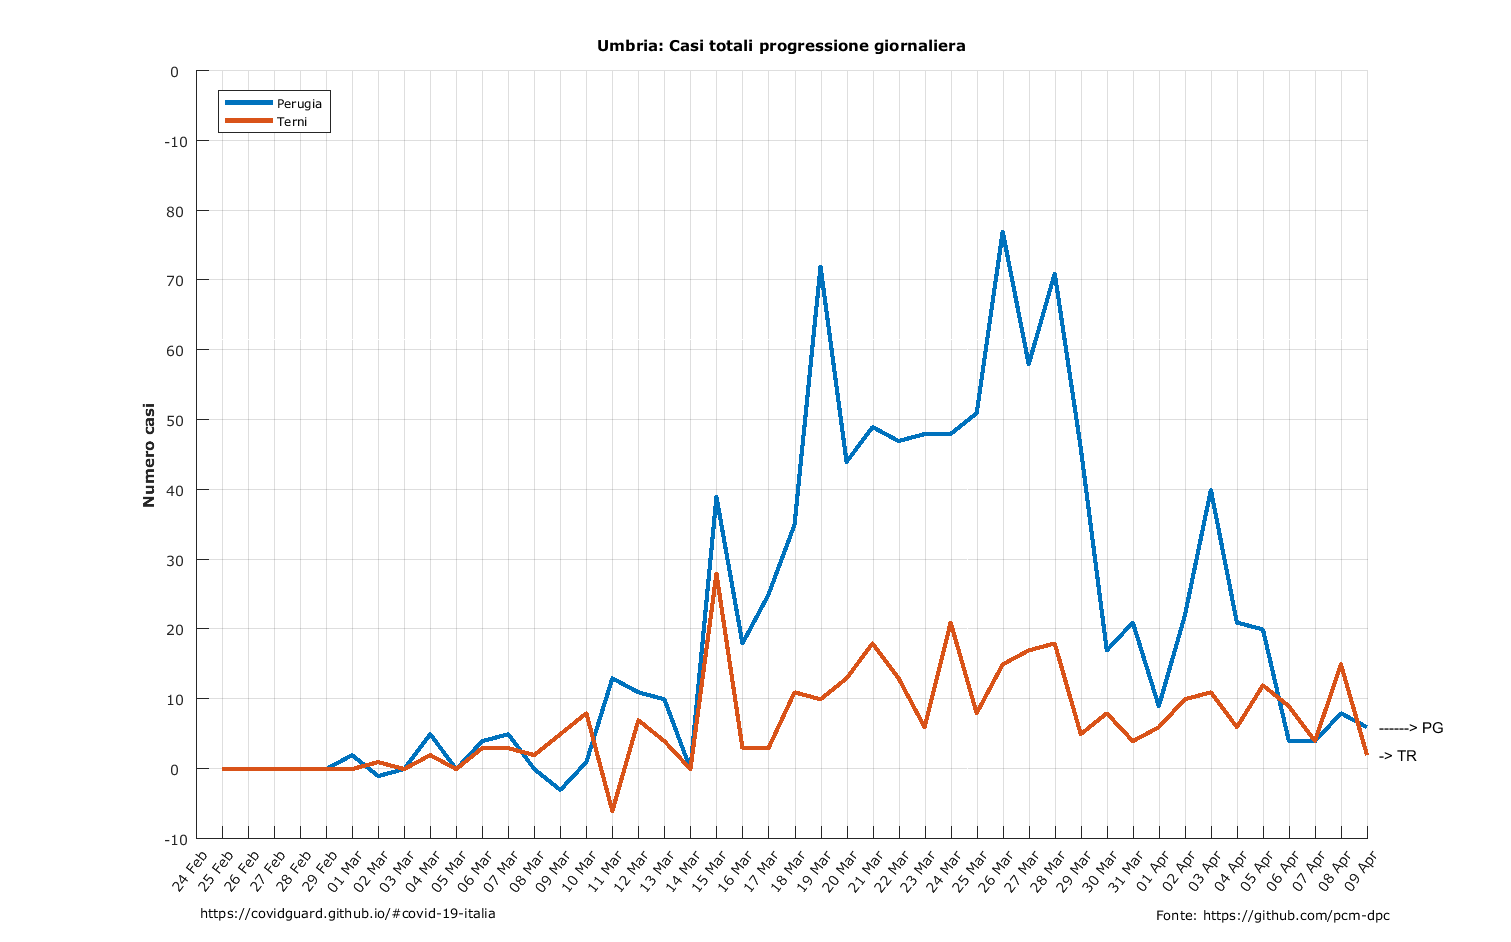 Umbria: Casi totali progressione giornaliera
0
-10
80
70
60
50
40
30
20
10
0
-10
Numero casi
Perugia
Terni
------> PG
-> TR
24 Feb
25 Feb
26 Feb
27 Feb
28 Feb
29 Feb
01 Mar
02 Mar
03 Mar
04 Mar
05 Mar
06 Mar
07 Mar
08 Mar
09 Mar
10 Mar
11 Mar
12 Mar
13 Mar
14 Mar
15 Mar
16 Mar
17 Mar
18 Mar
19 Mar
20 Mar
21 Mar
22 Mar
23 Mar
24 Mar
25 Mar
26 Mar
27 Mar
28 Mar
29 Mar
30 Mar
31 Mar
01 Apr
02 Apr
03 Apr
04 Apr
05 Apr
06 Apr
07 Apr
08 Apr
09 Apr
https://covidguard.github.io/#covid-19-italia
Fonte: https://github.com/pcm-dpc